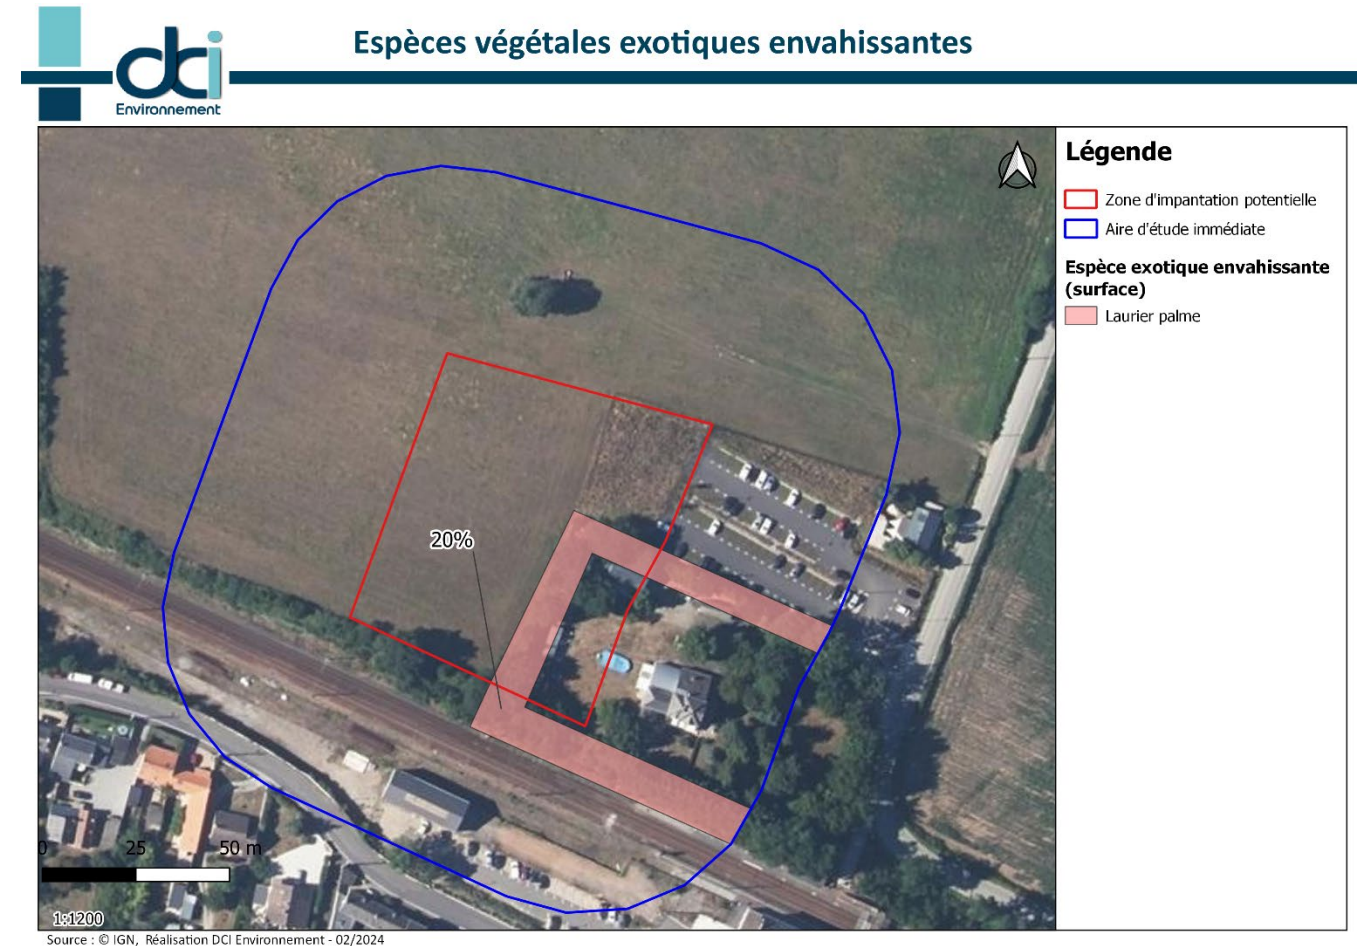 Espèces végétales exotiques envahissantes
dci
Environnement
Légende
Zone d'impantation potentielle
Aire d'étude immédiate
Espèce exotique envahissante
(surface)
Laurier palme
20%
0 25 50 m
1:1200
Source : © IGN, Réalisation DCI Environnement - 02/2024